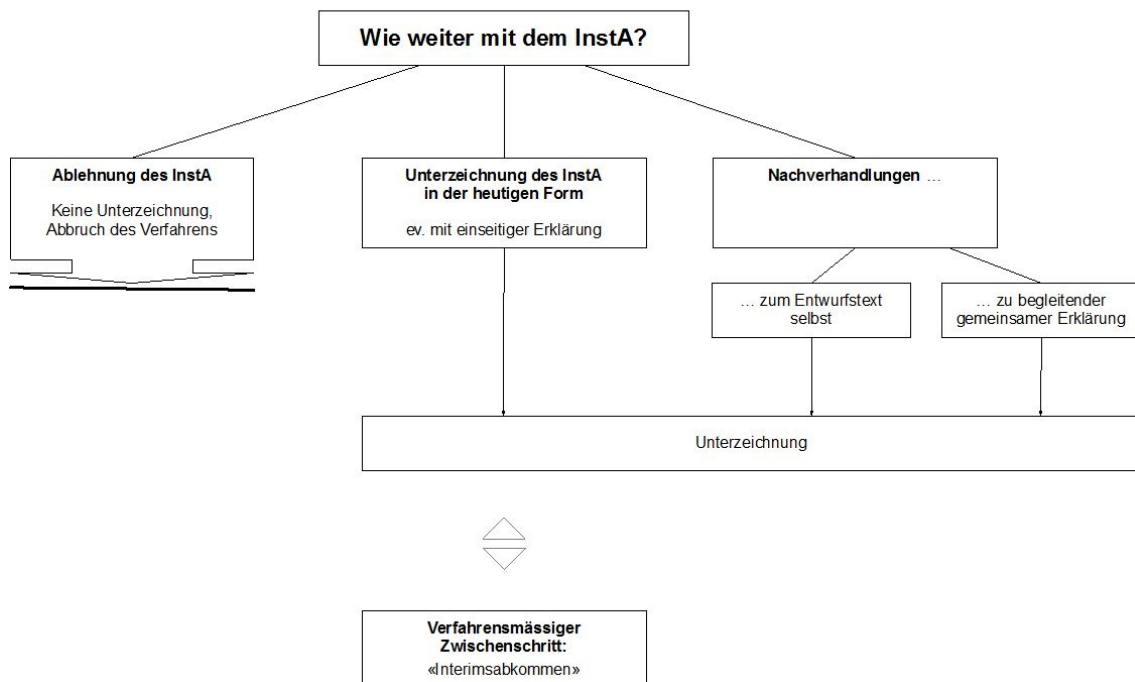 Wie weiter mit dem InstA?
Ablehnung des InstA
Keine Unterzeichnung,
Abbruch des Verfahrens
Unterzeichnung des InstA
in der heutigen Form
ev. mit einseitiger Erklärung
Nachverhandlungen …
… zum Entwurfstext
selbst
… zu begleitender
gemeinsamer Erklärung
Unterzeichnung
Verfahrensmässiger
Zwischenschritt:
«Interimsabkommen»